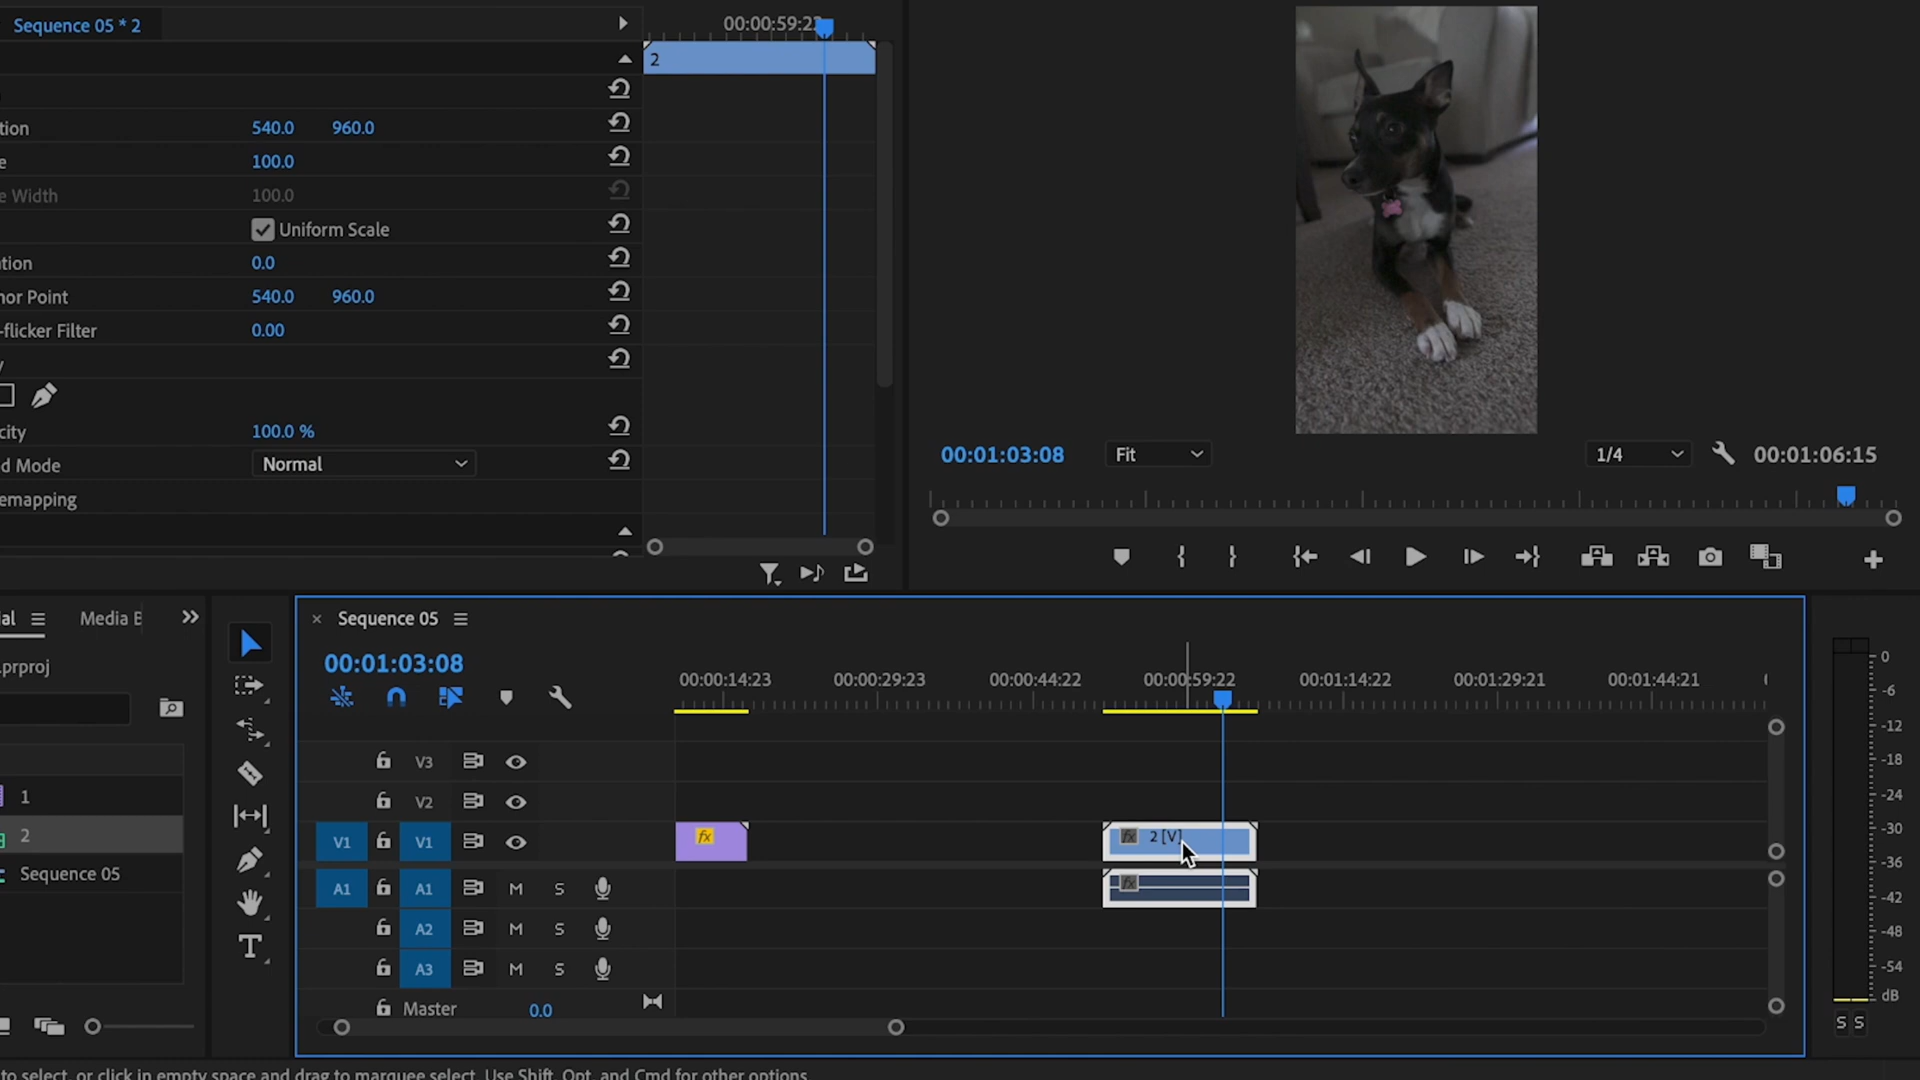 Sequence 05 * 2
00:00:59:22
2
tion 540.0 960.0
e 100.0
e Width 100.0
Uniform Scale
ation 0.0
hor Point 540.0 960.0
-flicker Filter 0.00
y
city 100.0 %
d Mode Normal
emapping
00:01:03:08 Fit 1/4 00:01:06:15
ial Media B
.prproj
1
2
Sequence 05
Sequence 05
00:01:03:08
00:00:14:23 00:00:29:23 00:00:44:22 00:00:59:22 00:01:14:22 00:01:29:21 00:01:44:21
V3
V2
V1 V1 fx fx 2 [V]
A1 A1 M S fx
A2 M S
A3 M S
Master 0.0
0
-6
-12
-18
-24
-30
-36
-42
-48
-54
dB
S S
to select, or click in empty space and drag to marquee select. Use Shift, Opt, and Cmd for other options.